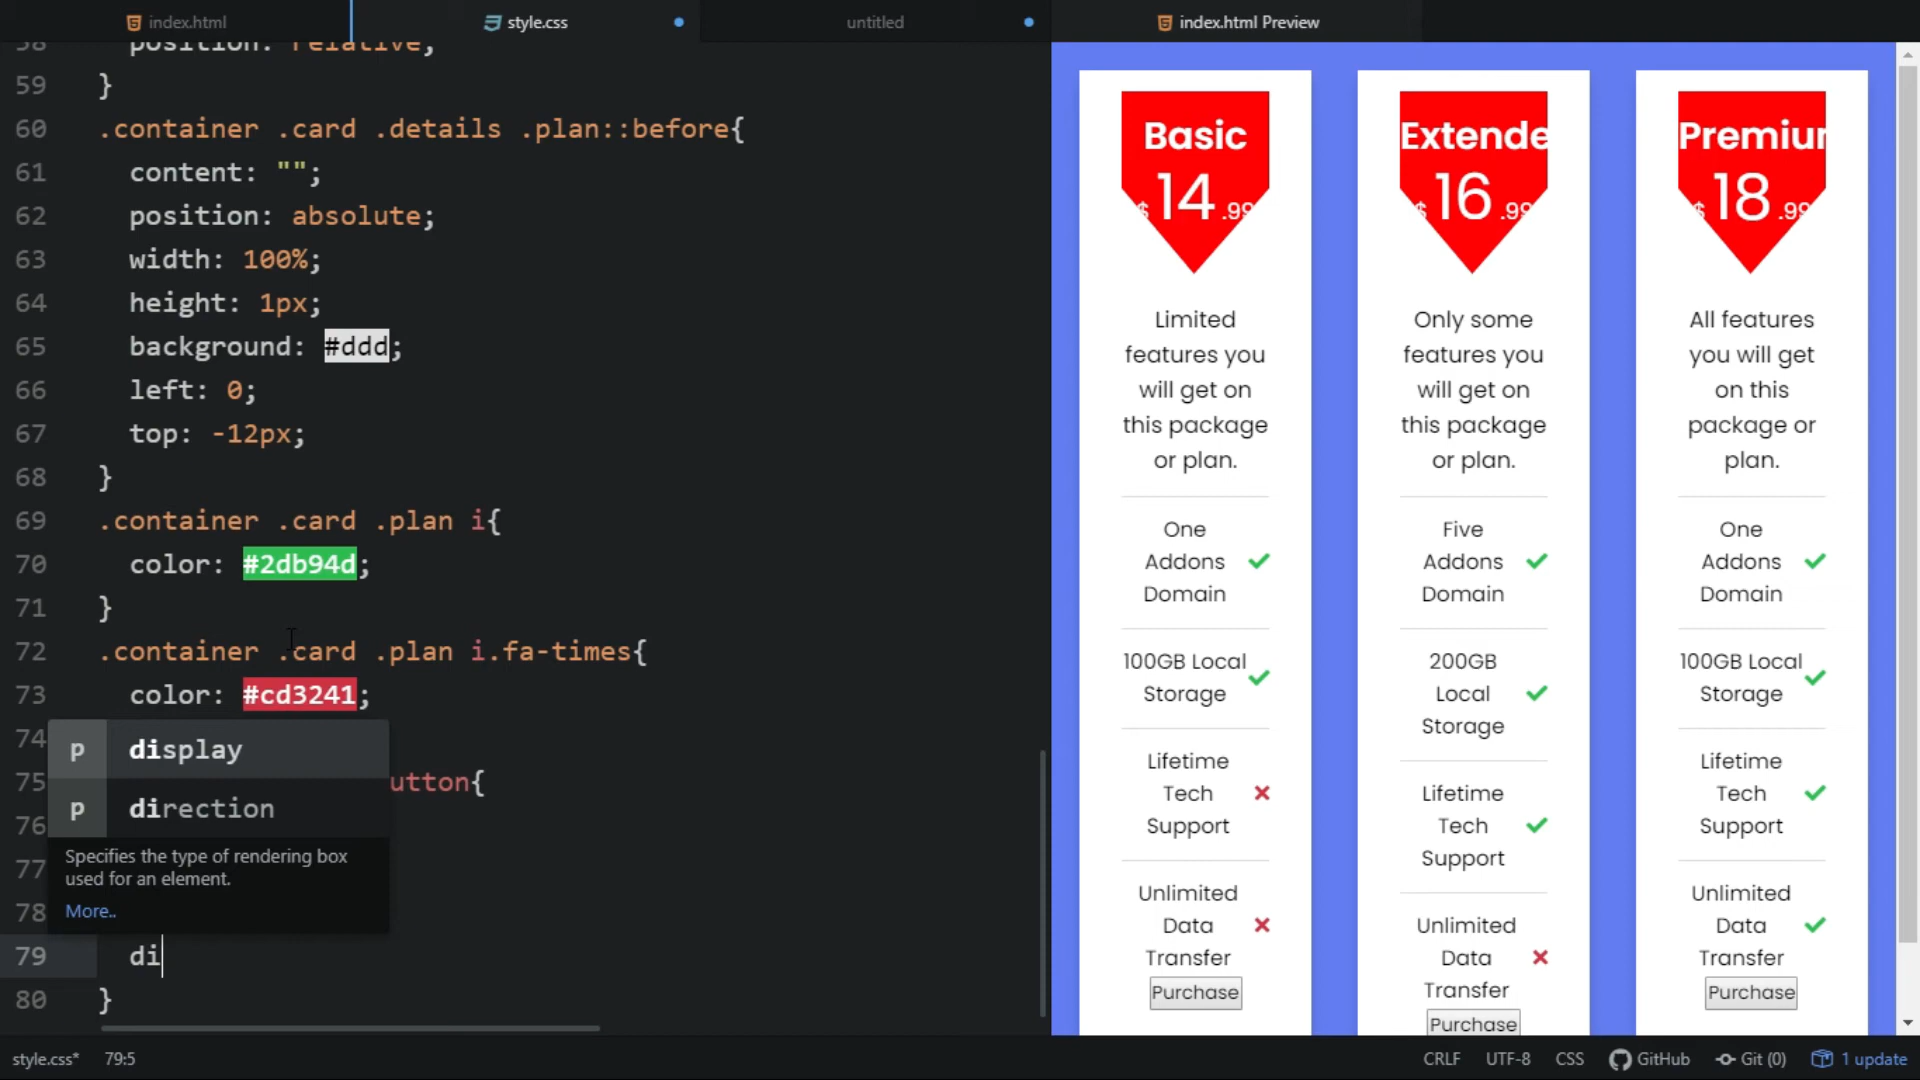 index.html
style.css
untitled
index.html Preview
58 position: relative;
59 }
60 .container .card .details .plan::before{
61 content: "";
62 position: absolute;
63 width: 100%;
64 height: 1px;
65 background: #ddd;
66 left: 0;
67 top: -12px;
68 }
69 .container .card .plan i{
70 color: #2db94d;
71 }
72 .container .card .plan i.fa-times{
73 color: #cd3241;
74
p display
75 utton{
p direction
76
Specifies the type of rendering box
77
used for an element.
78
More..
79 di
80 }
Basic
$ 14 .99
Limited
features you
will get on
this package
or plan.
One
Addons
Domain
100GB Local
Storage
Lifetime
Tech
Support
Unlimited
Data
Transfer
Purchase
Extende
$ 16 .99
Only some
features you
will get on
this package
or plan.
Five
Addons
Domain
200GB
Local
Storage
Lifetime
Tech
Support
Unlimited
Data
Transfer
Purchase
Premiur
$ 18 .99
All features
you will get
on this
package or
plan.
One
Addons
Domain
100GB Local
Storage
Lifetime
Tech
Support
Unlimited
Data
Transfer
Purchase
style.css* 79:5
CRLF UTF-8 CSS GitHub Git (0) 1 update